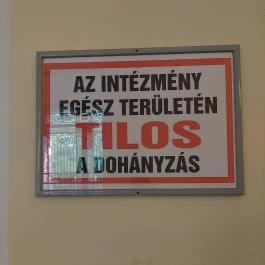 AZ INTÉZMÉNY
EGÉSZ TERÜLETÉN
TILOS
A DOHÁNYZÁS